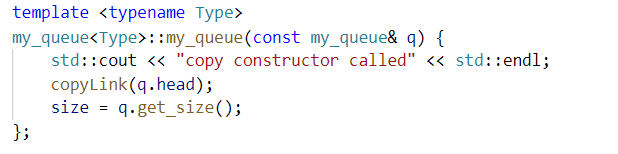 template <typename Type>
my_queue<Type>::my_queue(const my_queue& q) {
    std::cout << "copy constructor called" << std::endl;
    copyLink(q.head);
    size = q.get_size();
};